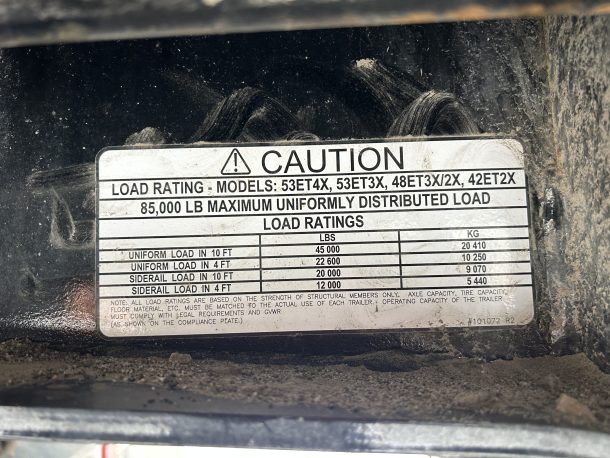 ⚠ CAUTION
LOAD RATING - MODELS: 53ET4X, 53ET3X, 48ET3X/2X, 42ET2X
85,000 LB MAXIMUM UNIFORMLY DISTRIBUTED LOAD
LOAD RATINGS
LBS KG
UNIFORM LOAD IN 10 FT 45 000 20 410
UNIFORM LOAD IN 4 FT 22 600 10 250
SIDERAIL LOAD IN 10 FT 20 000 9 070
SIDERAIL LOAD IN 4 FT 12 000 5 440
NOTE: ALL LOAD RATINGS ARE BASED ON THE STRENGTH OF STRUCTURAL MEMBERS ONLY. AXLE CAPACITY, TIRE CAPACITY,
FLOOR MATERIAL, ETC. MUST BE MATCHED TO THE ACTUAL USE OF EACH TRAILER. OPERATING CAPACITY OF THE TRAILER
MUST COMPLY WITH LEGAL REQUIREMENTS AND GVWR
(AS SHOWN ON THE COMPLIANCE PLATE.) #101072 R2